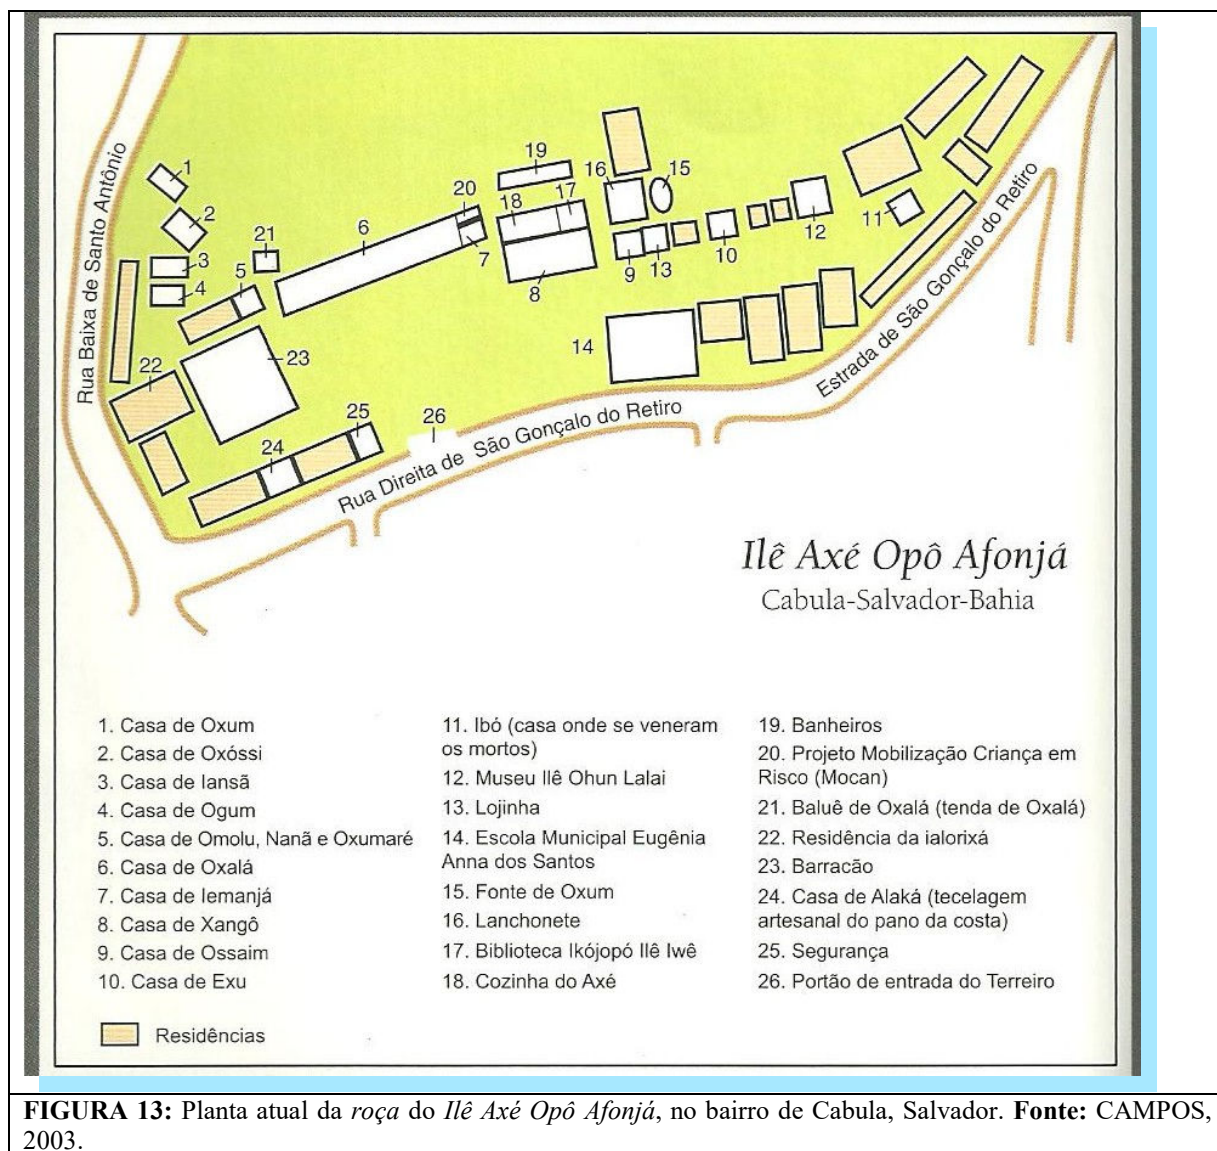 Rua Baixa de Santo Antônio
1
2
3
4
5
21
6
20
7
19
18
17
8
16
15
9
13
10
12
11
14
22
23
24
25
26
Rua Direita de São Gonçalo do Retiro
Estrada de São Gonçalo do Retiro
Ilê Axé Opô Afonjá
Cabula-Salvador-Bahia
1. Casa de Oxum
2. Casa de Oxóssi
3. Casa de Iansã
4. Casa de Ogum
5. Casa de Omolu, Nanã e Oxumaré
6. Casa de Oxalá
7. Casa de Iemanjá
8. Casa de Xangô
9. Casa de Ossaim
10. Casa de Exu
11. Ibó (casa onde se veneram
os mortos)
12. Museu Ilê Ohun Lalai
13. Lojinha
14. Escola Municipal Eugênia
Anna dos Santos
15. Fonte de Oxum
16. Lanchonete
17. Biblioteca Ikójopó Ilê Iwê
18. Cozinha do Axé
19. Banheiros
20. Projeto Mobilização Criança em
Risco (Mocan)
21. Baluê de Oxalá (tenda de Oxalá)
22. Residência da ialorixá
23. Barracão
24. Casa de Alaká (tecelagem
artesanal do pano da costa)
25. Segurança
26. Portão de entrada do Terreiro
Residências
FIGURA 13: Planta atual da roça do Ilê Axé Opô Afonjá, no bairro de Cabula, Salvador. Fonte: CAMPOS,
2003.